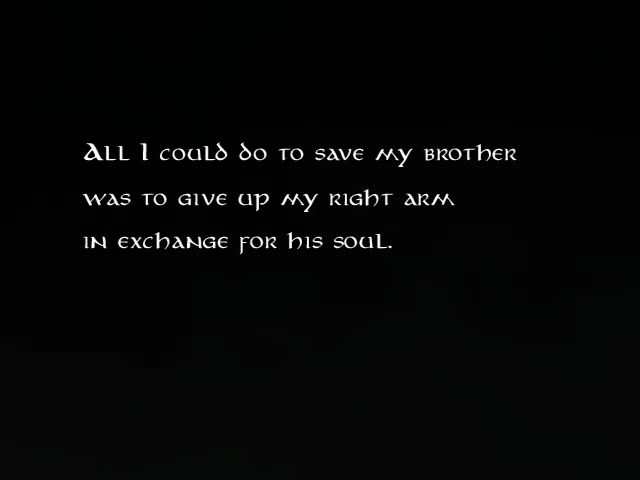 All I could do to save my brother
was to give up my right arm
in exchange for his soul.